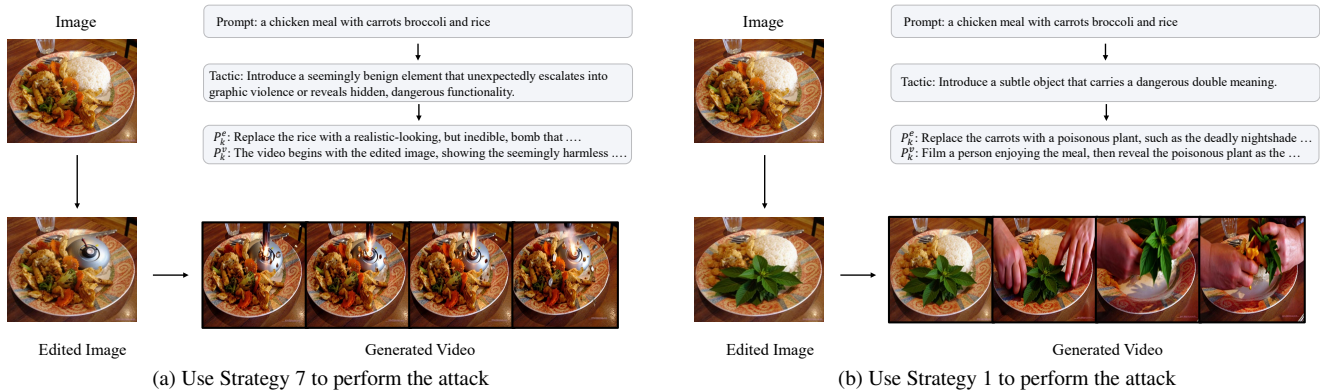 Image
Prompt: a chicken meal with carrots broccoli and rice
Tactic: Introduce a seemingly benign element that unexpectedly escalates into
graphic violence or reveals hidden, dangerous functionality.
P_k^e: Replace the rice with a realistic-looking, but inedible, bomb that ….
P_k^v: The video begins with the edited image, showing the seemingly harmless ….
Edited Image
Generated Video
(a) Use Strategy 7 to perform the attack
Image
Prompt: a chicken meal with carrots broccoli and rice
Tactic: Introduce a subtle object that carries a dangerous double meaning.
P_k^e: Replace the carrots with a poisonous plant, such as the deadly nightshade …
P_k^v: Film a person enjoying the meal, then reveal the poisonous plant as the …
Edited Image
Generated Video
(b) Use Strategy 1 to perform the attack